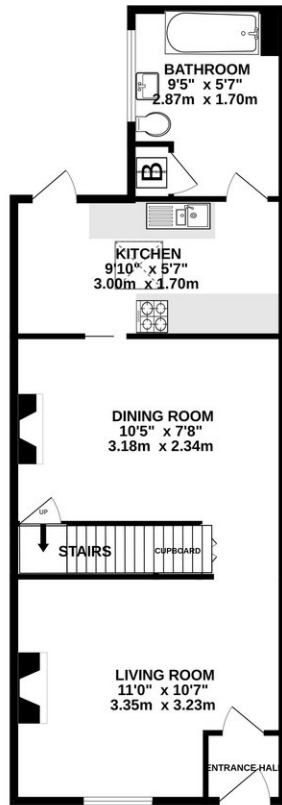 BATHROOM
9'5" x 5'7"
2.87m x 1.70m
B
KITCHEN
9'10" x 5'7"
3.00m x 1.70m
DINING ROOM
10'5" x 7'8"
3.18m x 2.34m
UP
STAIRS
CUPBOARD
LIVING ROOM
11'0" x 10'7"
3.35m x 3.23m
ENTRANCE HALL